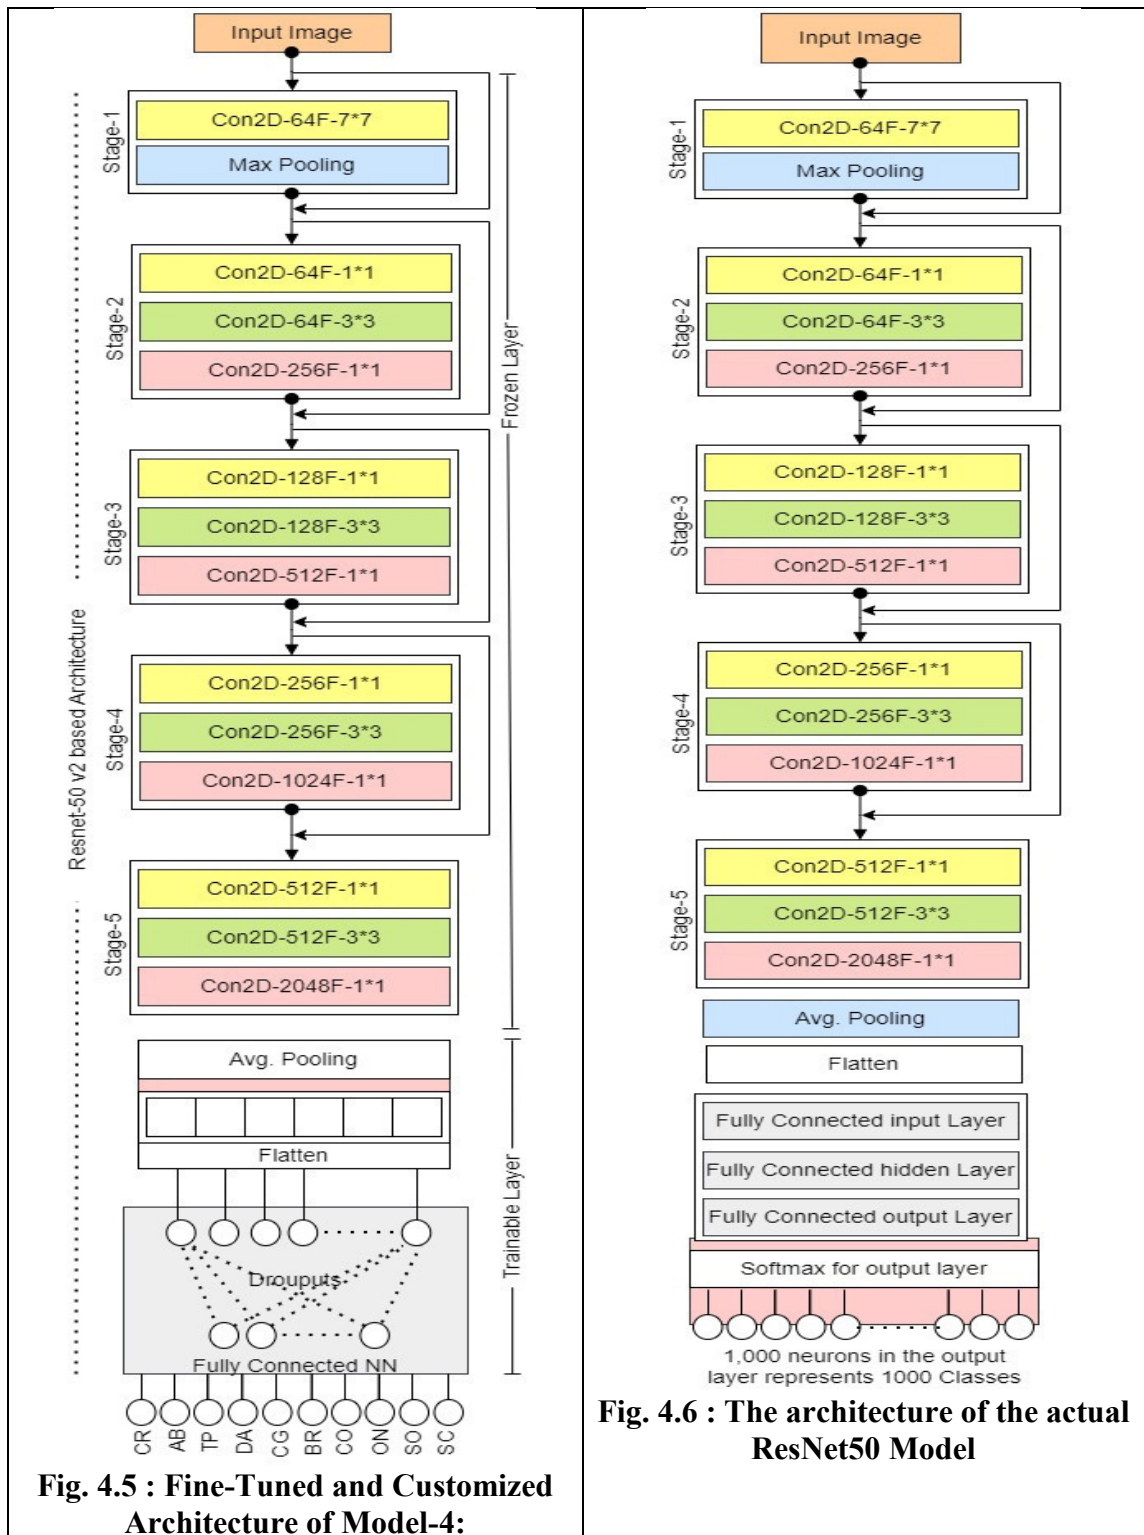 Input Image
Resnet-50 v2 based Architecture
Stage-1
Con2D-64F-7*7
Max Pooling
Stage-2
Con2D-64F-1*1
Con2D-64F-3*3
Con2D-256F-1*1
Stage-3
Con2D-128F-1*1
Con2D-128F-3*3
Con2D-512F-1*1
Stage-4
Con2D-256F-1*1
Con2D-256F-3*3
Con2D-1024F-1*1
Stage-5
Con2D-512F-1*1
Con2D-512F-3*3
Con2D-2048F-1*1
Frozen Layer
Avg. Pooling
Flatten
Drouputs
Fully Connected NN
Trainable Layer
CR
AB
TP
DA
CG
BR
CO
ON
SO
SC
Fig. 4.5 : Fine-Tuned and Customized
Architecture of Model-4:
Input Image
Stage-1
Con2D-64F-7*7
Max Pooling
Stage-2
Con2D-64F-1*1
Con2D-64F-3*3
Con2D-256F-1*1
Stage-3
Con2D-128F-1*1
Con2D-128F-3*3
Con2D-512F-1*1
Stage-4
Con2D-256F-1*1
Con2D-256F-3*3
Con2D-1024F-1*1
Stage-5
Con2D-512F-1*1
Con2D-512F-3*3
Con2D-2048F-1*1
Avg. Pooling
Flatten
Fully Connected input Layer
Fully Connected hidden Layer
Fully Connected output Layer
Softmax for output layer
1,000 neurons in the output
layer represents 1000 Classes
Fig. 4.6 : The architecture of the actual
ResNet50 Model